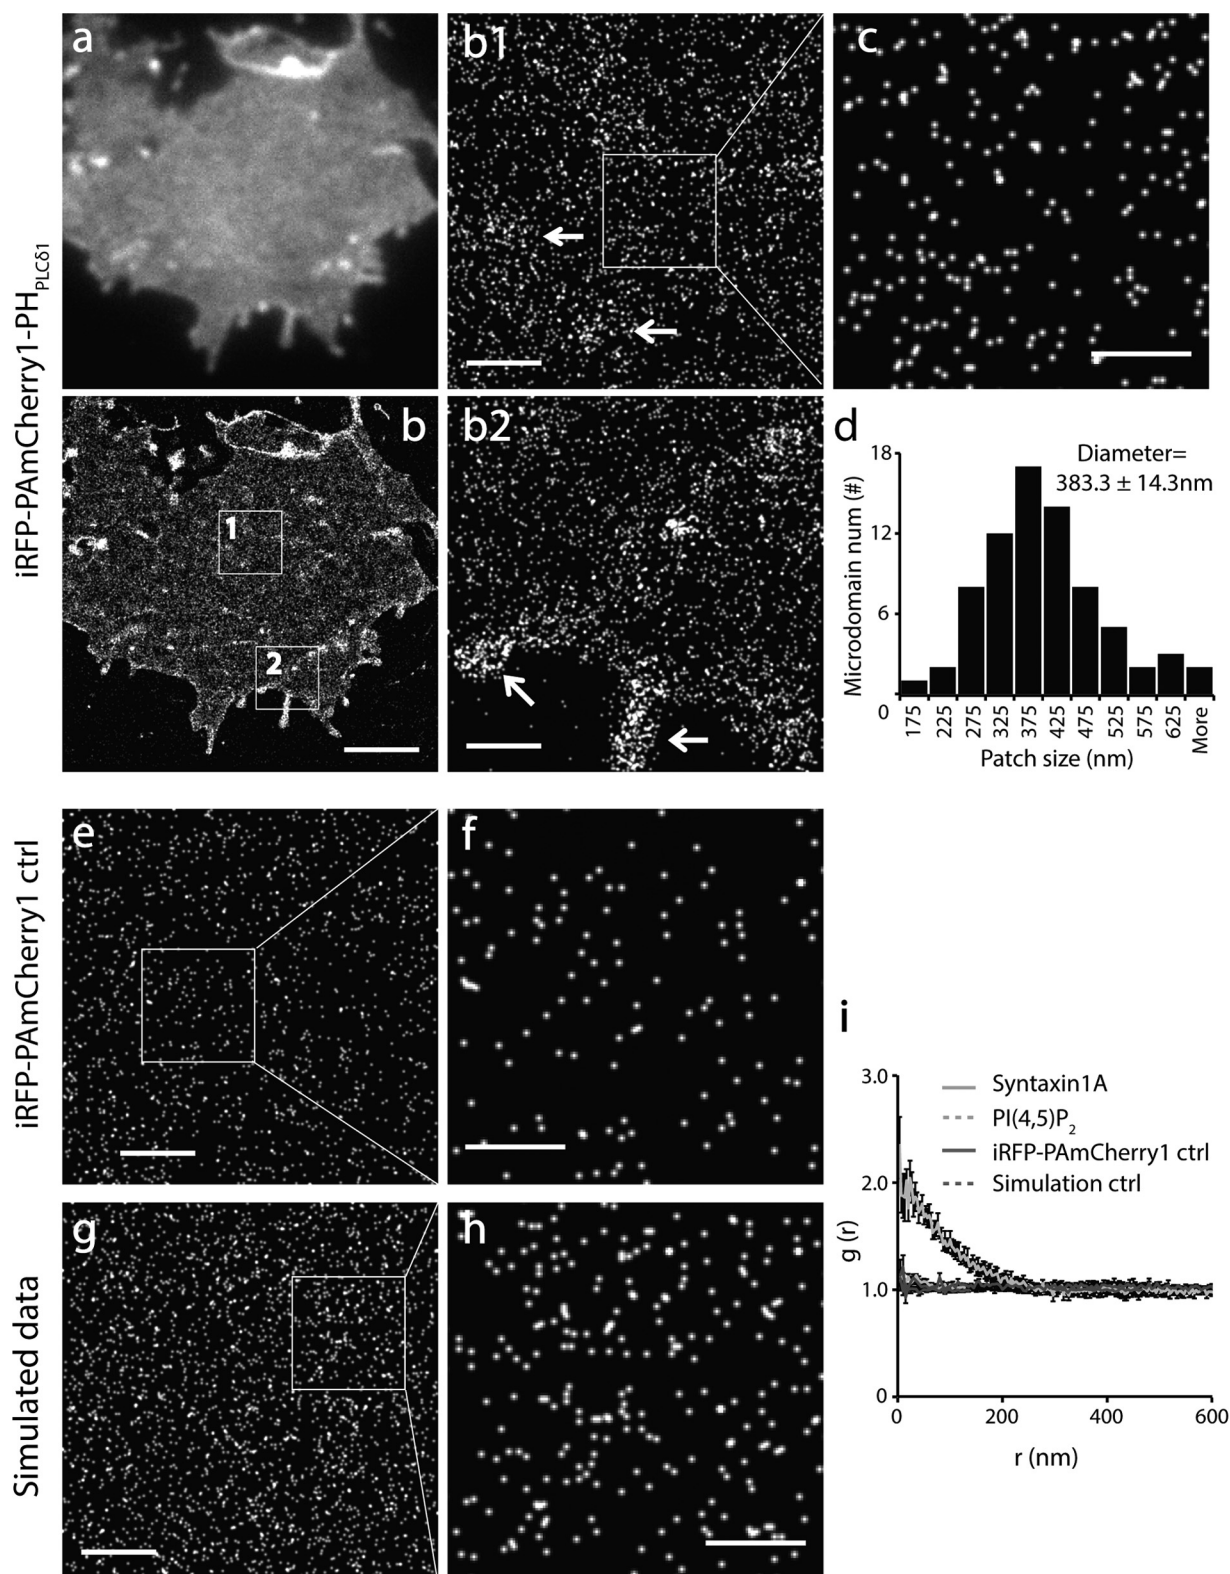 iRFP-PAmCherry1-PH PLCδ1
a
b1
c
b
1
2
b2
d
Diameter=
383.3 ± 14.3nm
Microdomain num (#)
18
12
6
0
175
225
275
325
375
425
475
525
575
625
More
Patch size (nm)
iRFP-PAmCherry1 ctrl
e
f
Simulated data
g
h
i
Syntaxin1A
PI(4,5)P2
iRFP-PAmCherry1 ctrl
Simulation ctrl
g (r)
3.0
2.0
1.0
0
0
200
400
600
r (nm)